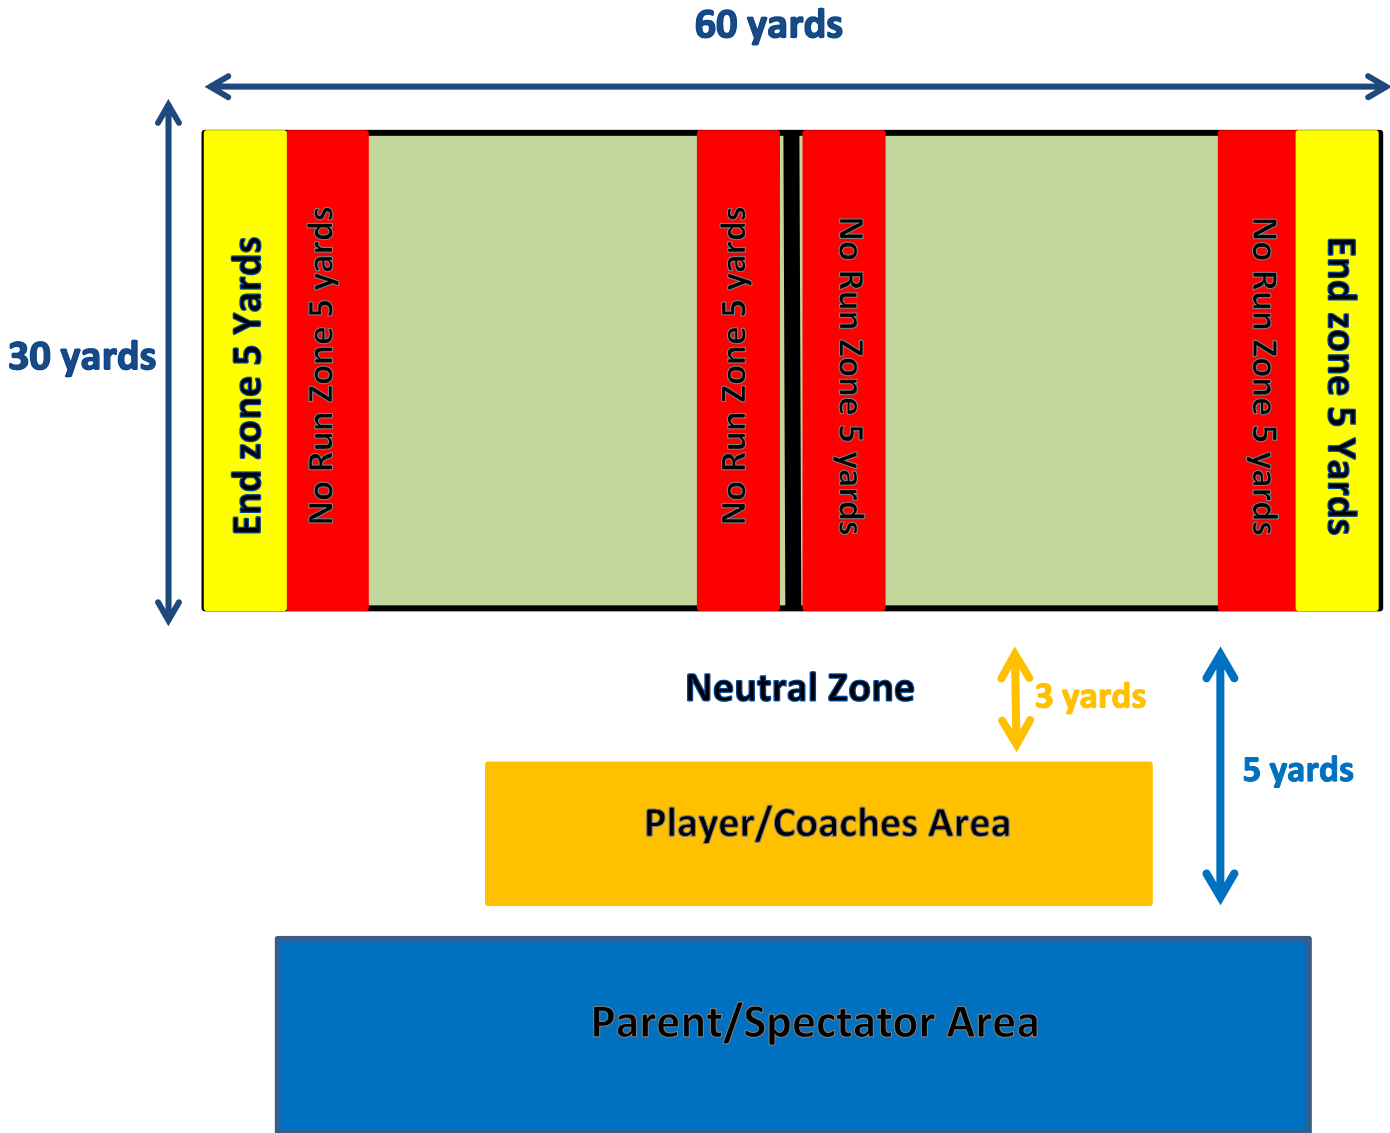 60 yards
30 yards
End zone 5 Yards
No Run Zone 5 yards
No Run Zone 5 yards
No Run Zone 5 yards
No Run Zone 5 yards
End zone 5 Yards
Neutral Zone
3 yards
5 yards
Player/Coaches Area
Parent/Spectator Area